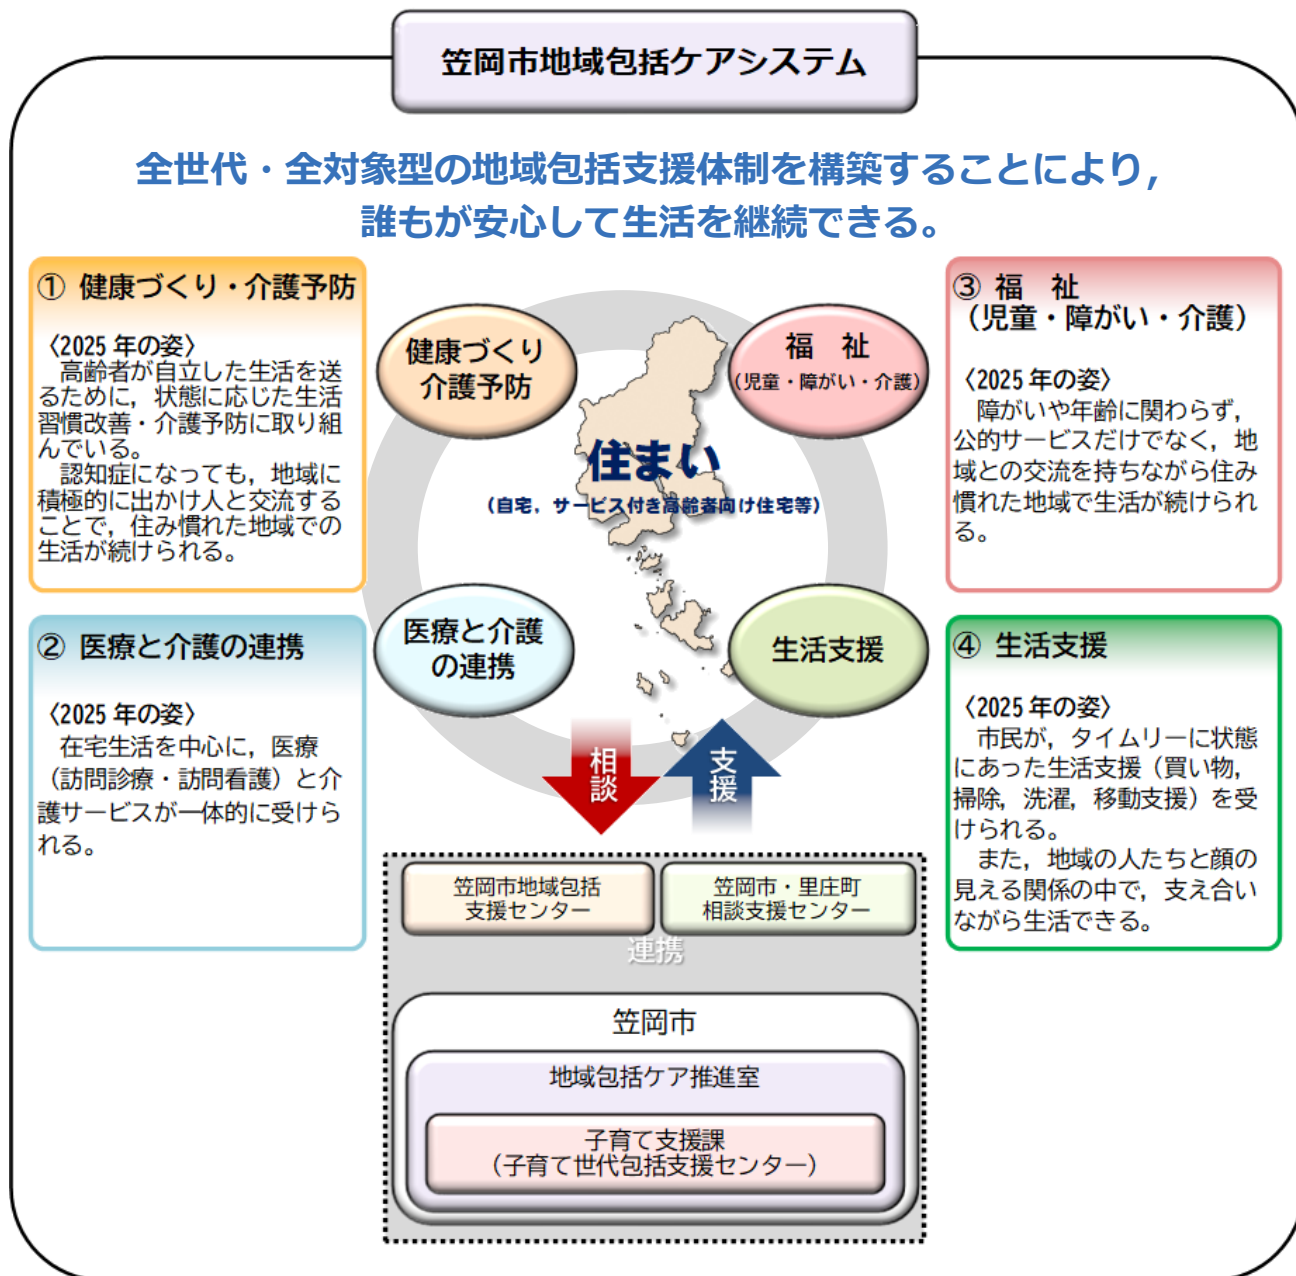 笠岡市地域包括ケアシステム
全世代・全対象型の地域包括支援体制を構築することにより，
誰もが安心して生活を継続できる。
① 健康づくり・介護予防
〈2025 年の姿〉
高齢者が自立した生活を送
るために，状態に応じた生活
習慣改善・介護予防に取り組
んでいる。
認知症になっても，地域に
積極的に出かけ人と交流する
ことで，住み慣れた地域での
生活が続けられる。
② 医療と介護の連携
〈2025 年の姿〉
在宅生活を中心に，医療
（訪問診療・訪問看護）と介
護サービスが一体的に受けら
れる。
健康づくり
介護予防
福　祉
（児童・障がい・介護）
住まい
（自宅，サービス付き高齢者向け住宅等）
医療と介護
の連携
生活支援
相談
支援
③ 福　祉
（児童・障がい・介護）
〈2025 年の姿〉
障がいや年齢に関わらず，
公的サービスだけでなく，地
域との交流を持ちながら住み
慣れた地域で生活が続けられ
る。
④ 生活支援
〈2025 年の姿〉
市民が，タイムリーに状態
にあった生活支援（買い物，
掃除，洗濯，移動支援）を受
けられる。
また，地域の人たちと顔の
見える関係の中で，支え合い
ながら生活できる。
笠岡市地域包括
支援センター
笠岡市・里庄町
相談支援センター
連携
笠岡市
地域包括ケア推進室
子育て支援課
（子育て世代包括支援センター）